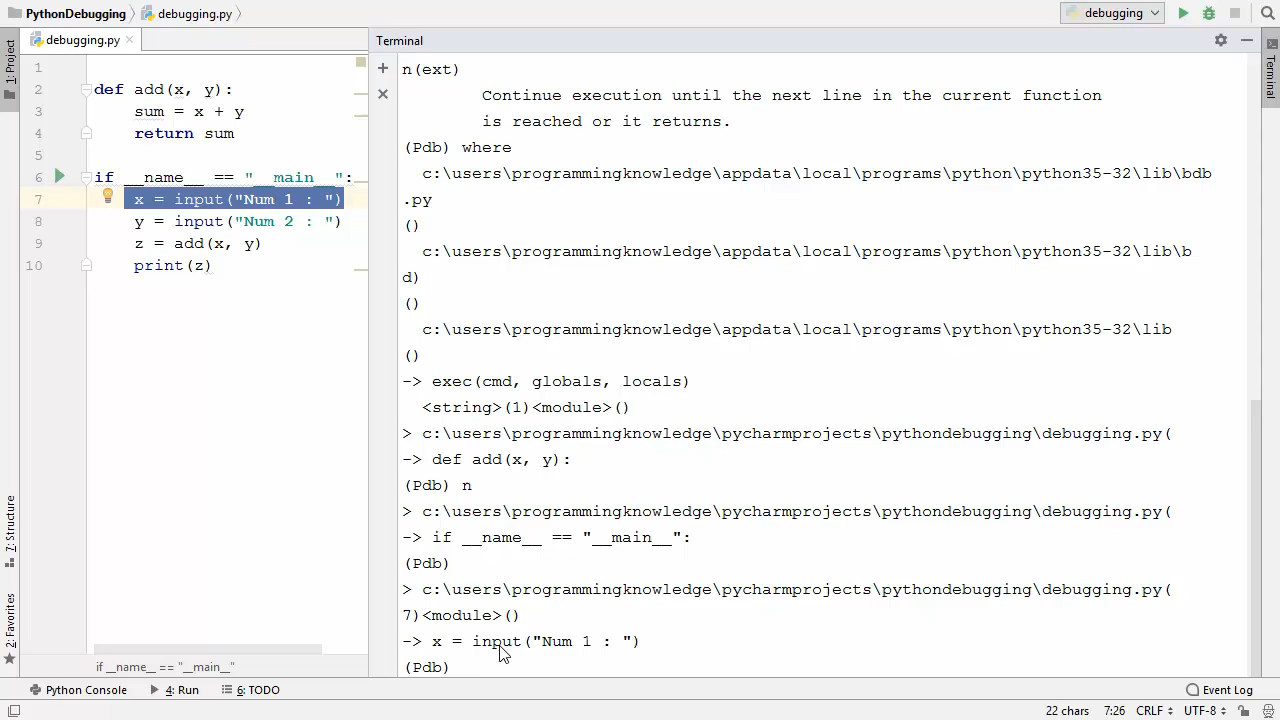 PythonDebugging debugging.py debugging
debugging.py
Terminal
1: Project
7: Structure
2: Favorites
1
2 def add(x, y):
3 sum = x + y
4 return sum
5
6 if __name__ == "__main__":
7 x = input("Num 1 : ")
8 y = input("Num 2 : ")
9 z = add(x, y)
10 print(z)
if __name__ == "__main__"
n(ext)
Continue execution until the next line in the current function
is reached or it returns.
(Pdb) where
c:\users\programmingknowledge\appdata\local\programs\python\python35-32\lib\bdb
.py
()
c:\users\programmingknowledge\appdata\local\programs\python\python35-32\lib\b
d)
()
c:\users\programmingknowledge\appdata\local\programs\python\python35-32\lib
()
-> exec(cmd, globals, locals)
<string>(1)<module>()
> c:\users\programmingknowledge\pycharmprojects\pythondebugging\debugging.py(
-> def add(x, y):
(Pdb) n
> c:\users\programmingknowledge\pycharmprojects\pythondebugging\debugging.py(
-> if __name__ == "__main__":
(Pdb)
> c:\users\programmingknowledge\pycharmprojects\pythondebugging\debugging.py(
7)<module>()
-> x = input("Num 1 : ")
(Pdb)
Terminal
Python Console 4: Run 6: TODO Event Log
22 chars 7:26 CRLF UTF-8